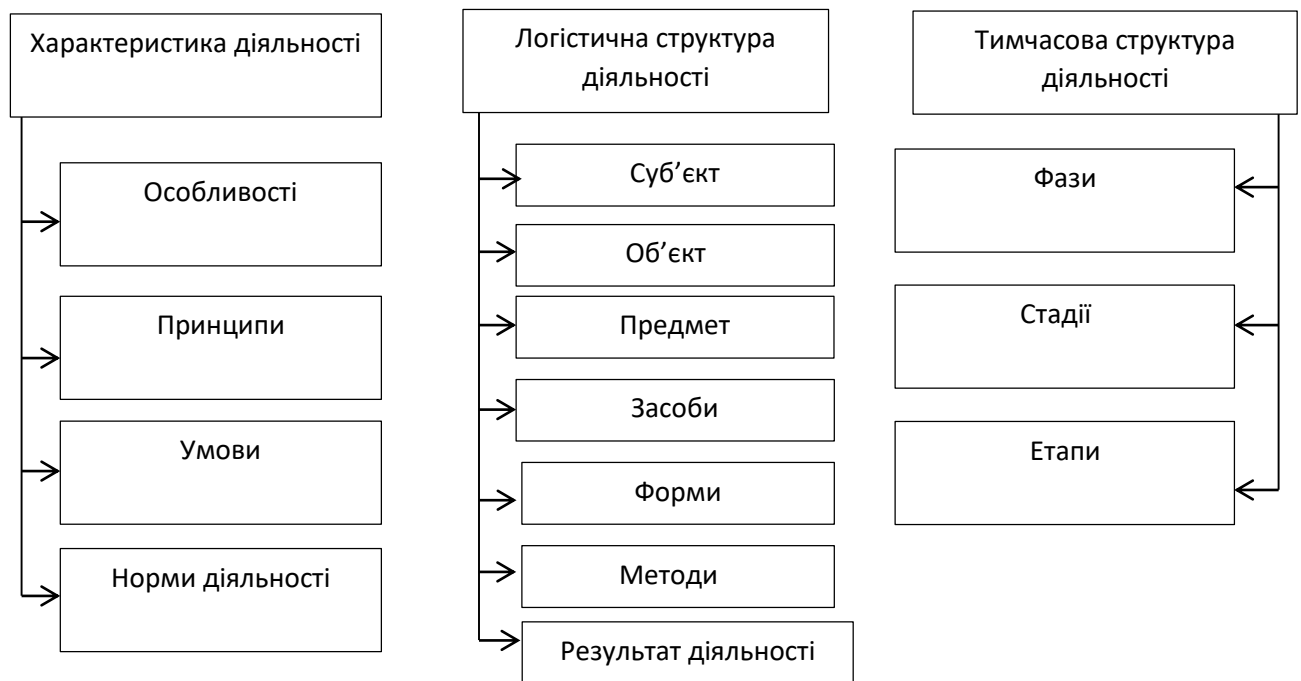 Характеристика діяльності
Особливості
Принципи
Умови
Норми діяльності
Логістична структура
діяльності
Суб’єкт
Об’єкт
Предмет
Засоби
Форми
Методи
Результат діяльності
Тимчасова структура
діяльності
Фази
Стадії
Етапи